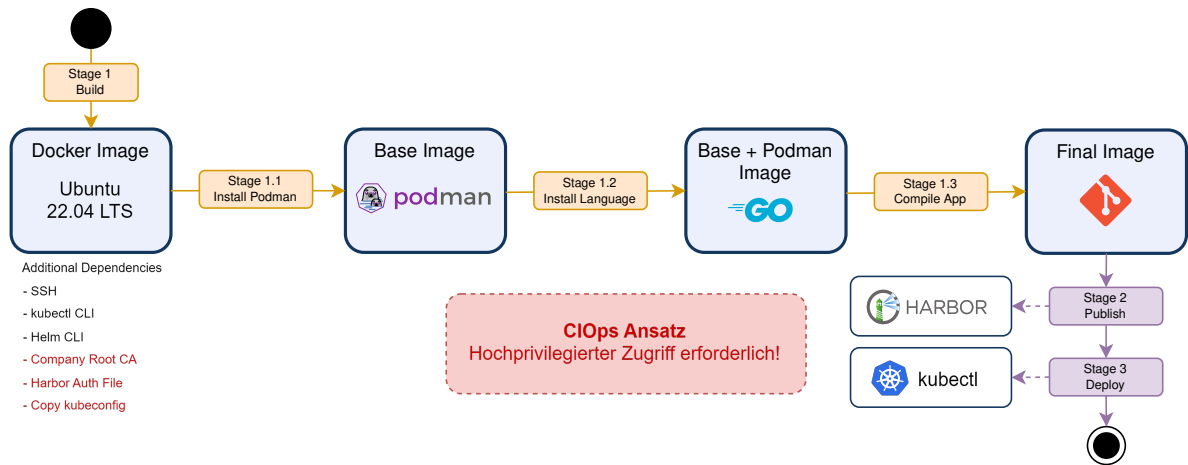 Stage 1
Build
Docker Image
Ubuntu
22.04 LTS
Stage 1.1
Install Podman
Base Image
podman
Stage 1.2
Install Language
Base + Podman
Image
GO
Stage 1.3
Compile App
Final Image
Additional Dependencies
- SSH
- kubectl CLI
- Helm CLI
- Company Root CA
- Harbor Auth File
- Copy kubeconfig
CIOps Ansatz
Hochprivilegierter Zugriff erforderlich!
HARBOR
Stage 2
Publish
kubectl
Stage 3
Deploy